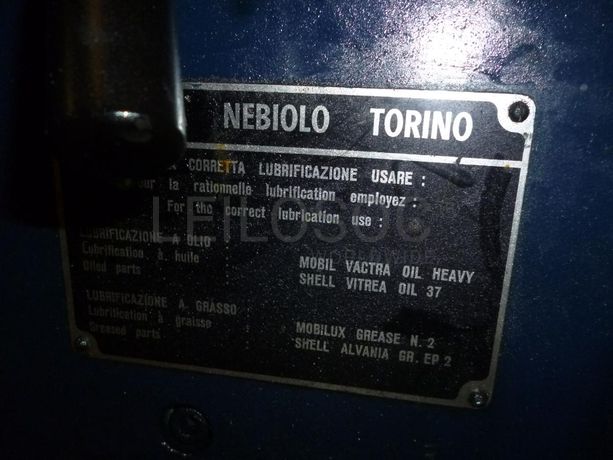 NEBIOLO TORINO
CORRETTA LUBRIFICAZIONE USARE :
pour la rationnelle lubrification employez :
For the correct lubrication use :
LEILOSOC
LUBRIFICAZIONE A OLIO :
Lubrification à huile :
Oiled parts :
MOBIL VACTRA OIL HEAVY
SHELL VITREA OIL 37
LUBRIFICAZIONE A GRASSO
Lubrification à graisse :
Greased parts :
MOBILUX GREASE N. 2
SHELL ALVANIA GR. EP 2